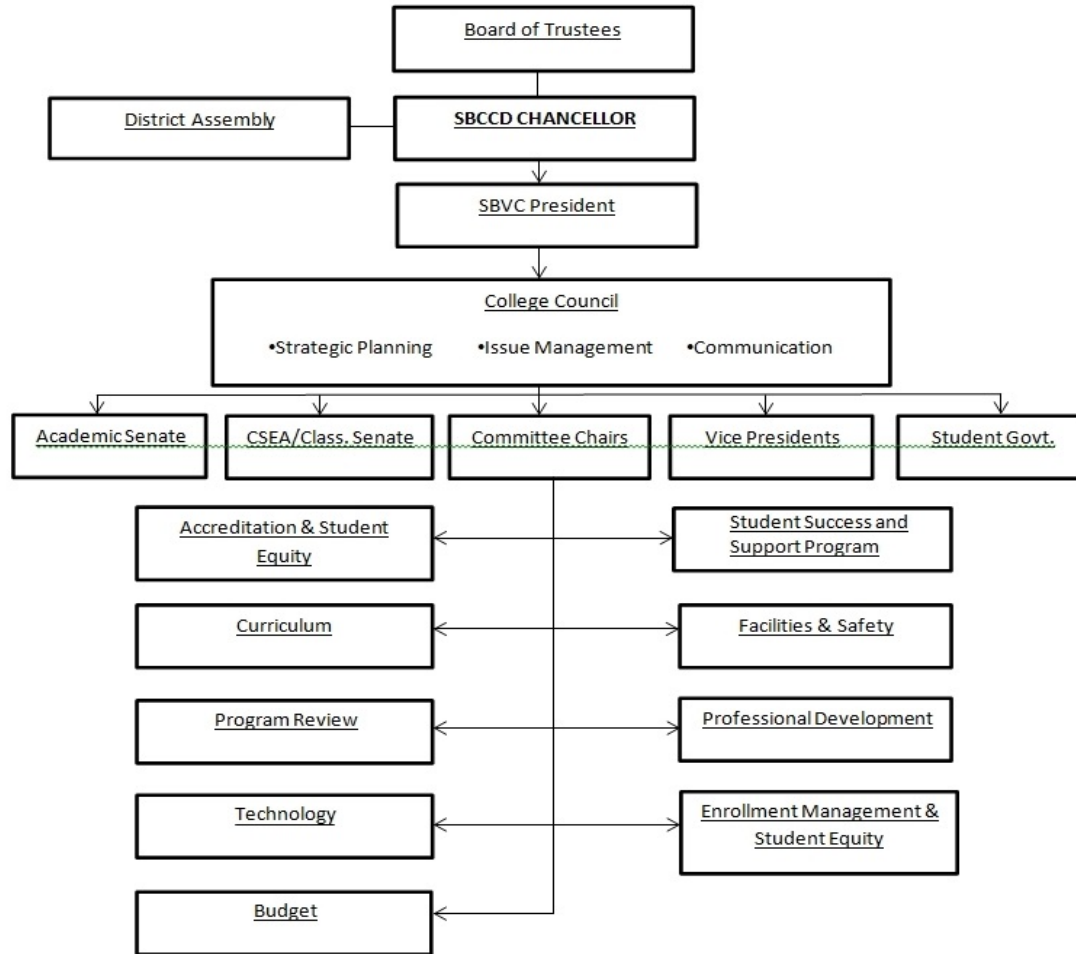 Board of Trustees
District Assembly
SBCCD CHANCELLOR
SBVC President
College Council
•Strategic Planning •Issue Management •Communication
Academic Senate
CSEA/Class. Senate
Committee Chairs
Vice Presidents
Student Govt.
Accreditation & Student
Equity
Student Success and
Support Program
Curriculum
Facilities & Safety
Program Review
Professional Development
Technology
Enrollment Management &
Student Equity
Budget